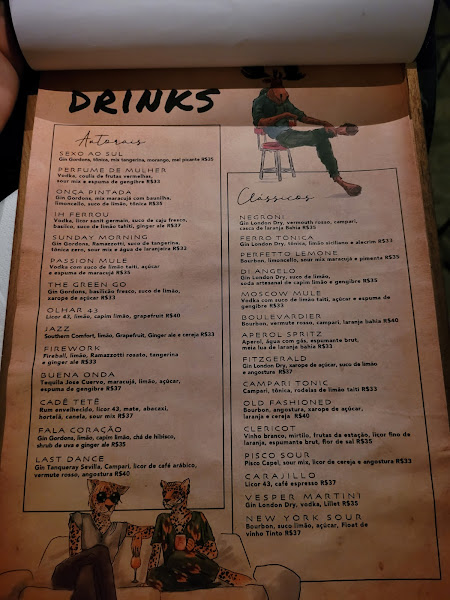 DRINKS
Autorais
SEXO AO SUL
Gin Gordons, tônica, mix tangerina, morango, mel picante R$35
PERFUME DE MULHER
Vodka, coulis de frutas vermelhas,
sour mix e espuma de gengibre R$35
ONÇA PINTADA
Gin Gordons, mix maracujá com baunilha,
limoncello, suco de limão, tônica R$35
IH FERROU
Vodka, licor saint germain, suco de caju fresco,
basílico, suco de limão tahiti, ginger ale R$37
SUNDAY MORNING
Gin Gordons, Ramazzotti, suco de tangerina,
tônica zero, sour mix e água de laranjeira R$35
PASSION MULE
Vodka com suco de limão taiti, açúcar
e espuma de maracujá R$35
THE GREEN GO
Gin Gordons, basilicão fresco, suco de limão,
xarope de açúcar R$33
OLHAR 43
Licor 43, limão, capim limão, grapefruit R$40
JAZZ
Southern Comfort, limão, Grapefruit, Ginger ale e cereja R$33
FIREWORK
Fireball, limão, Ramazzotti rosato, tangerina
e ginger ale R$33
BUENA ONDA
Tequila Jose Cuervo, maracujá, limão, açúcar,
espuma de gengibre R$37
CADÊ TETÊ
Rum envelhecido, licor 43, mate, abacaxi,
hortelã, canela, sour mix R$37
FALA CORAÇÃO
Gin Gordons, limão, capim limão, chá de hibisco,
shrub de uva e ginger ale R$35
LAST DANCE
Gin Tanqueray Sevilla, Campari, licor de café arábico,
vermute rosso, angostura R$40
Clássicos
NEGRONI
Gin London Dry, vermouth rosso, campari,
casca de laranja Bahia R$35
FERRO TONICA
Gin London Dry, tônica, limão siciliano e alecrim R$33
PERFETTO LEMONE
Bourbon, limoncello, sour mix maracujá e pimenta R$35
DI ANGELO
Gin London Dry, suco de limão,
soda artesanal de capim limão e gengibre R$35
MOSCOW MULE
Vodka com suco de limão taiti, açúcar e espuma de
gengibre R$33
BOULEVARDIER
Bourbon, vermute rosso, campari, laranja bahia R$40
APEROL SPRITZ
Aperol, água com gás, espumante brut,
meia lua de laranja bahia R$33
FITZGERALD
Gin London Dry, xarope de açúcar, suco de limão
e angostura R$37
CAMPARI TONIC
Campari, tônica, rodelas de limão taiti R$33
OLD FASHIONED
Bourbon, angostura, xarope de açúcar,
laranja e cereja R$40
CLERICOT
Vinho branco, mirtilo, frutas da estação, licor fino de
laranja, espumante brut, flor de sal R$35
PISCO SOUR
Pisco Capel, sour mix, licor de cereja e angostura R$33
CARAJILLO
Licor 43, café espresso R$37
VESPER MARTINI
Gin London Dry, vodka, Lillet R$35
NEW YORK SOUR
Bourbon, suco limão, açúcar, Float de
vinho Tinto R$37